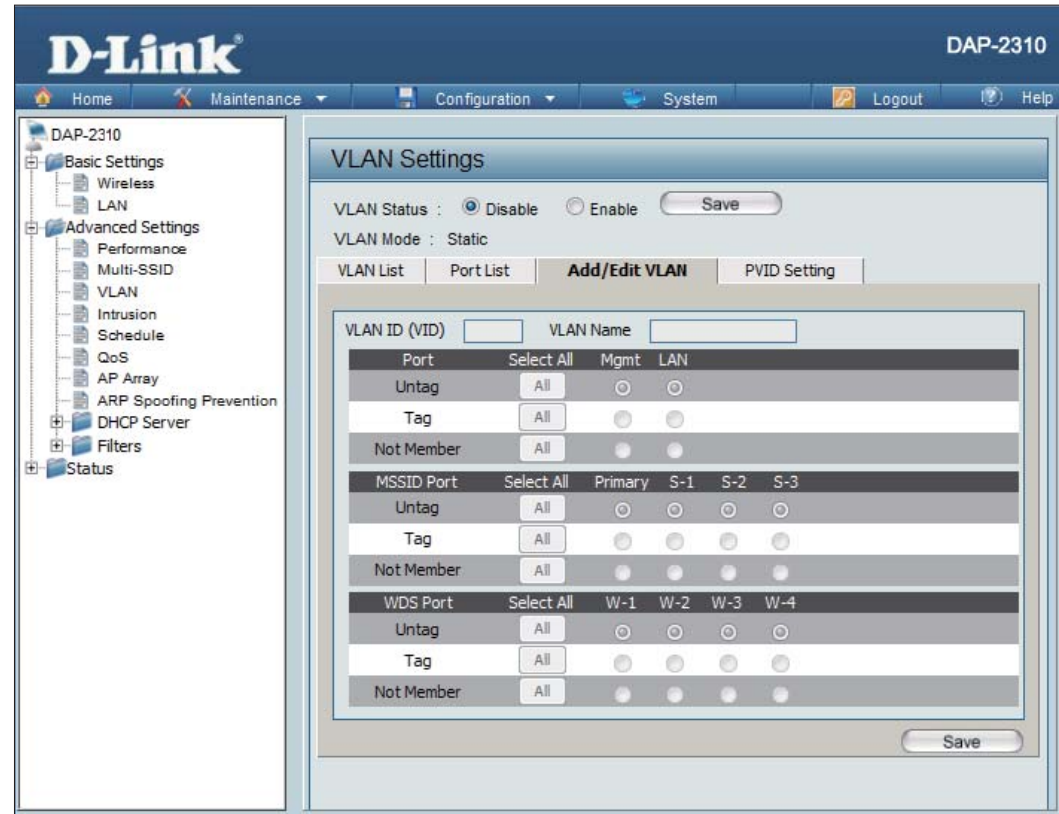 D-Link
DAP-2310
Home Maintenance Configuration System Logout Help
DAP-2310
Basic Settings
Wireless
LAN
Advanced Settings
Performance
Multi-SSID
VLAN
Intrusion
Schedule
QoS
AP Array
ARP Spoofing Prevention
DHCP Server
Filters
Status
VLAN Settings
VLAN Status : Disable Enable Save
VLAN Mode : Static
VLAN List Port List Add/Edit VLAN PVID Setting
VLAN ID (VID) VLAN Name
Port Select All Mgmt LAN
Untag All
Tag All
Not Member All
MSSID Port Select All Primary S-1 S-2 S-3
Untag All
Tag All
Not Member All
WDS Port Select All W-1 W-2 W-3 W-4
Untag All
Tag All
Not Member All
Save